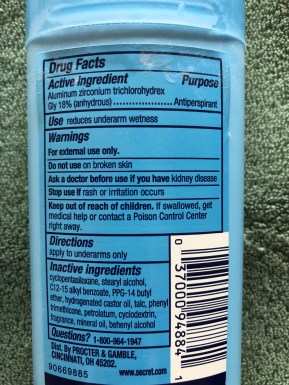 Drug Facts
Active Ingredient Purpose
Aluminum zirconium trichlorohydrex
Gly 18% (anhydrous)......................Antiperspirant
Use reduces underarm wetness
Warnings
For external use only.
Do not use on broken skin
Ask a doctor before use if you have kidney disease
Stop use if rash or irritation occurs
Keep out of reach of children. If swallowed, get
medical help or contact a Poison Control Center
right away.
Directions
apply to underarms only
Inactive ingredients
cyclopentasiloxane, stearyl alcohol,
C12-15 alkyl benzoate, PPG-14 butyl
ether, hydrogenated castor oil, talc, phenyl
trimethicone, petrolatum, cyclodextrin,
fragrance, mineral oil, behenyl alcohol
Questions? 1-800-964-1947
Dist. By PROCTER & GAMBLE,
CINCINNATI, OH 45202.
www.secret.com
90669885
0 37000 94684 1